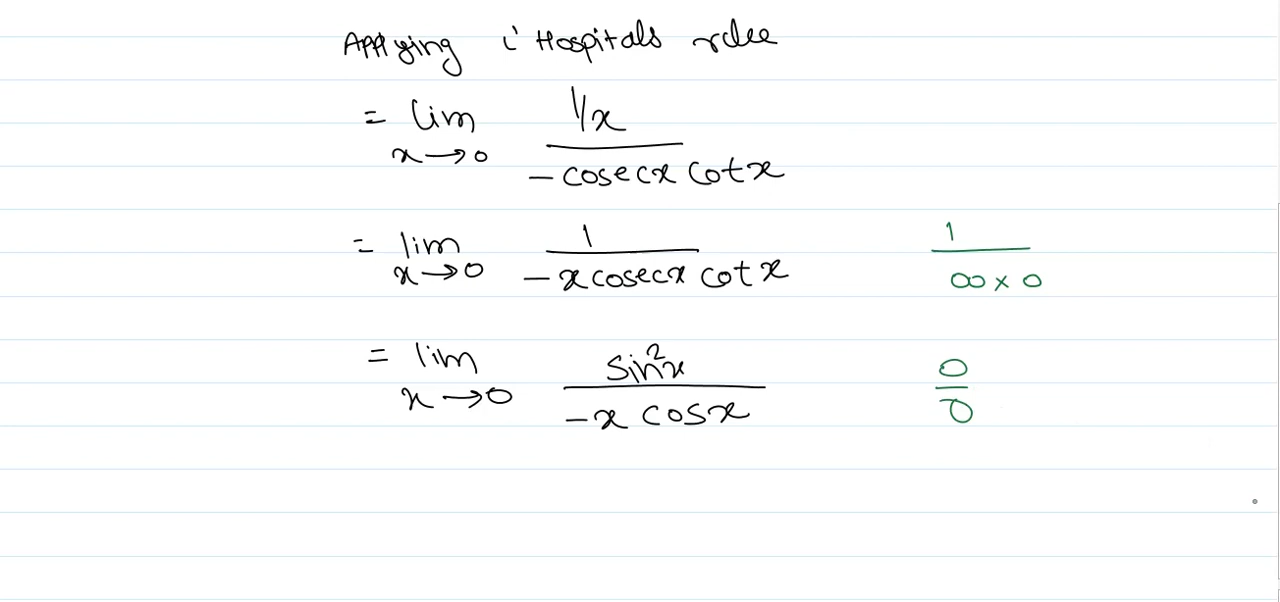 Applying L' Hospitals rule
= lim x→0 1/x / -cosecx cotx
= lim x→0 1 / -x cosecx cotx 1 / ∞ x 0
= lim x→0 sin²x / -x cosx 0/0